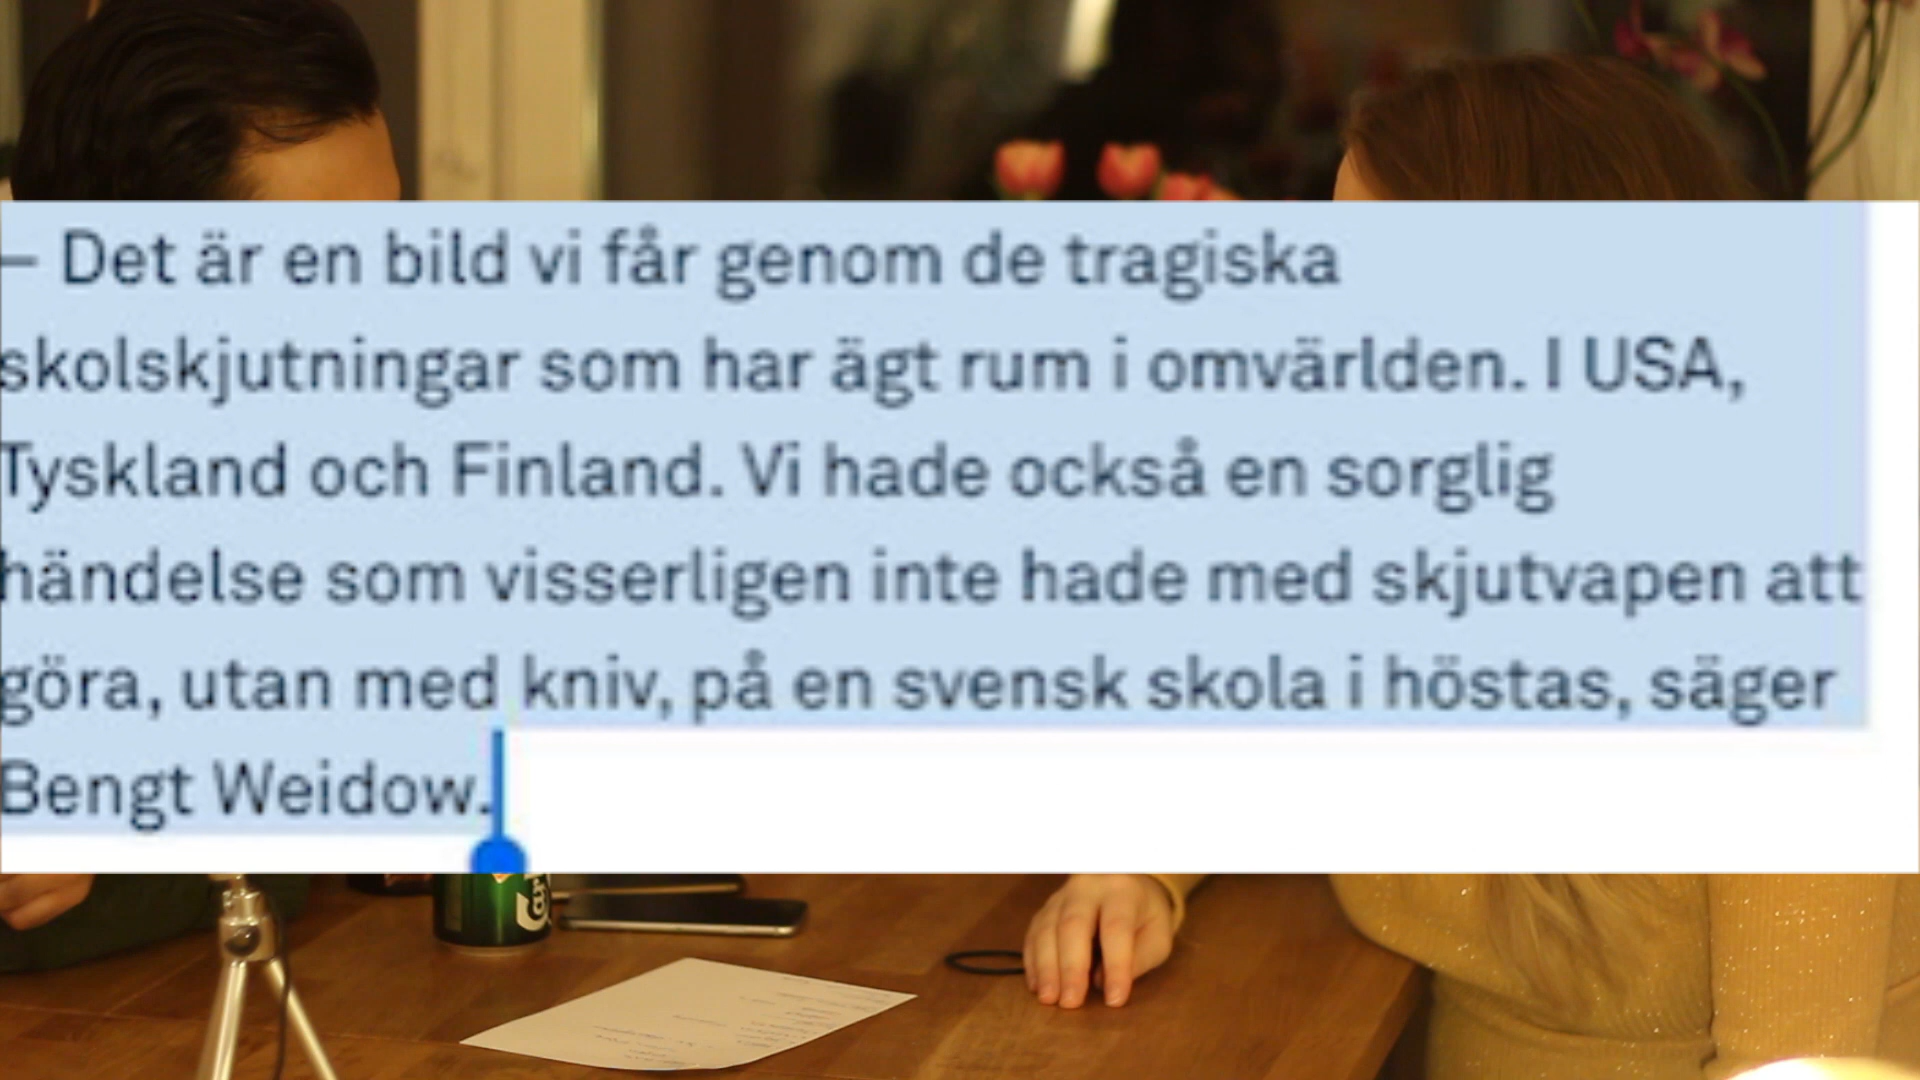 – Det är en bild vi får genom de tragiska
skolskjutningar som har ägt rum i omvärlden. I USA,
Tyskland och Finland. Vi hade också en sorglig
händelse som visserligen inte hade med skjutvapen att
göra, utan med kniv, på en svensk skola i höstas, säger
Bengt Weidow.